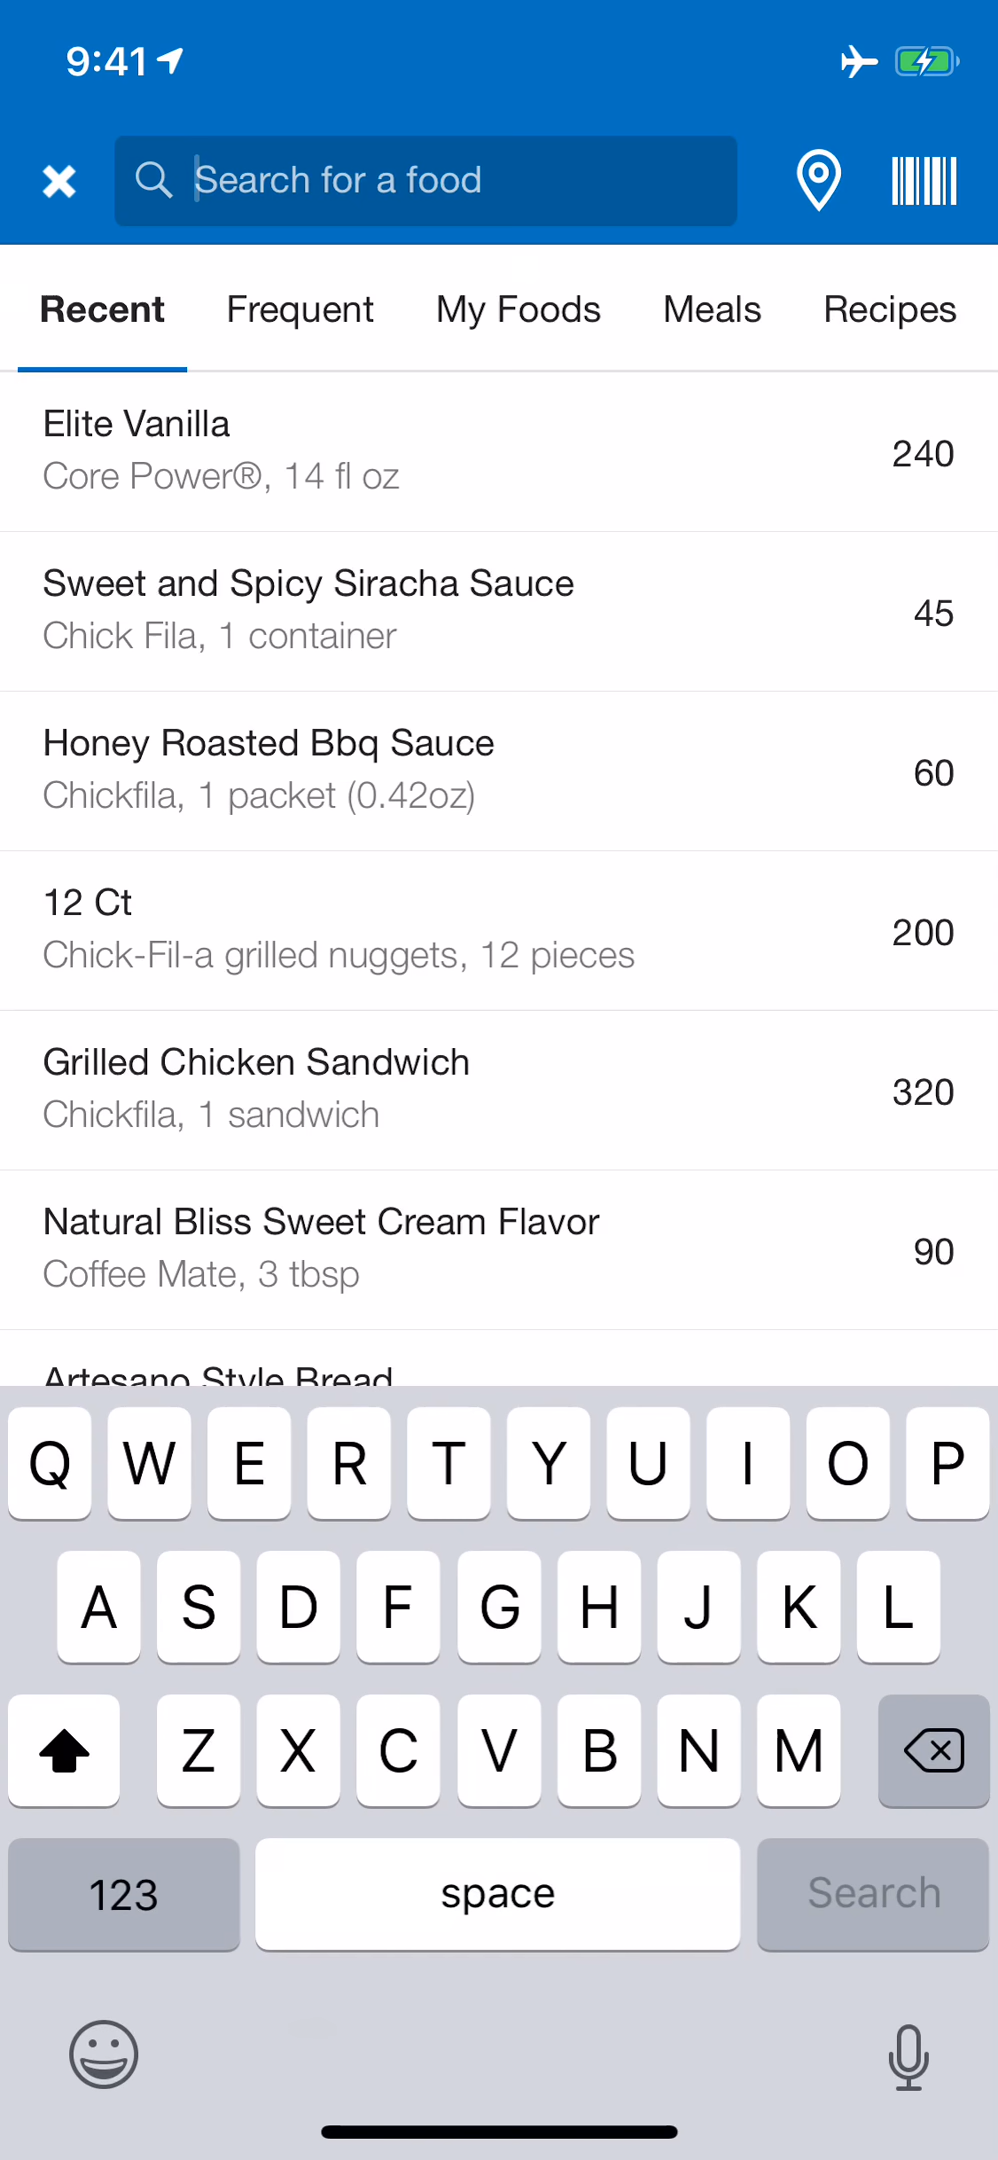 9:41
Search for a food
Recent Frequent My Foods Meals Recipes
Elite Vanilla
Core Power®, 14 fl oz
240
Sweet and Spicy Siracha Sauce
Chick Fila, 1 container
45
Honey Roasted Bbq Sauce
Chickfila, 1 packet (0.42oz)
60
12 Ct
Chick-Fil-a grilled nuggets, 12 pieces
200
Grilled Chicken Sandwich
Chickfila, 1 sandwich
320
Natural Bliss Sweet Cream Flavor
Coffee Mate, 3 tbsp
90
Artesano Style Bread
Q W E R T Y U I O P
A S D F G H J K L
Z X C V B N M
123 space Search